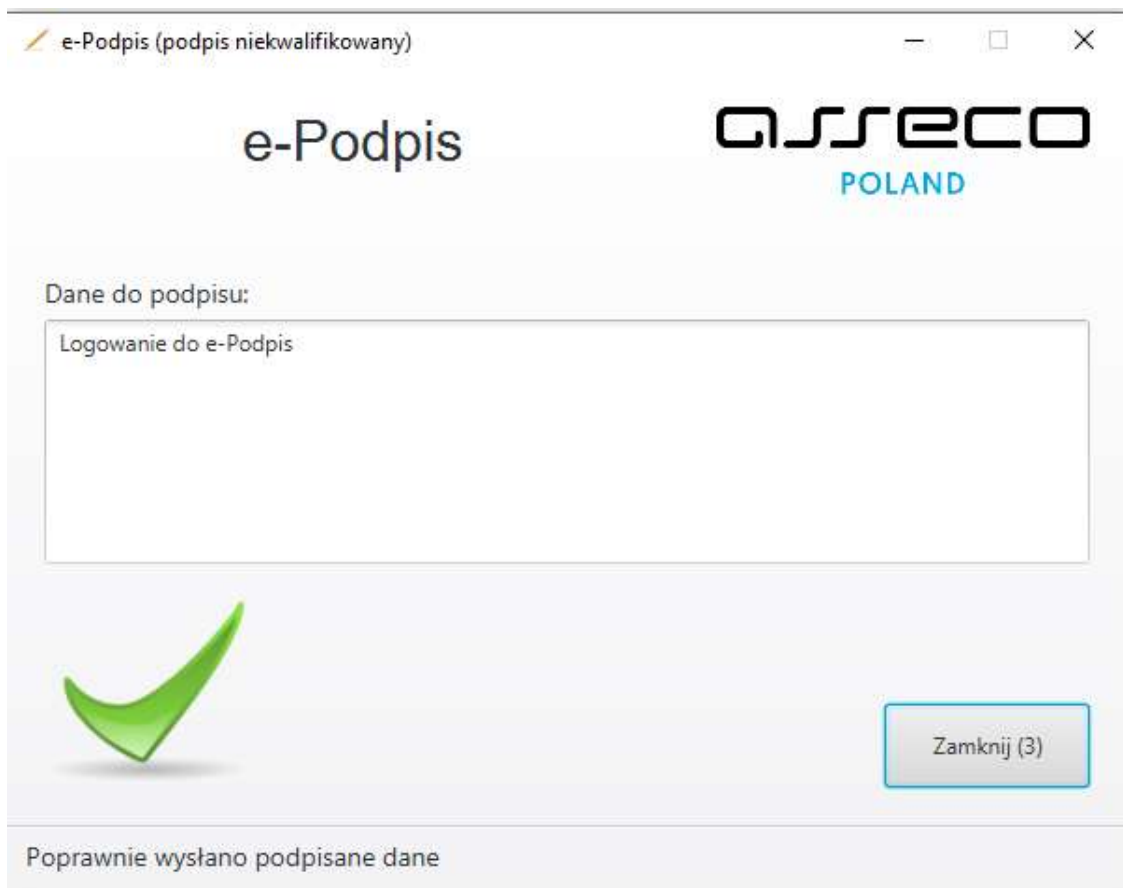 e-Podpis (podpis niekwalifikowany)
e-Podpis
asseco
POLAND
Dane do podpisu:
Logowanie do e-Podpis
Zamknij (3)
Poprawnie wysłano podpisane dane